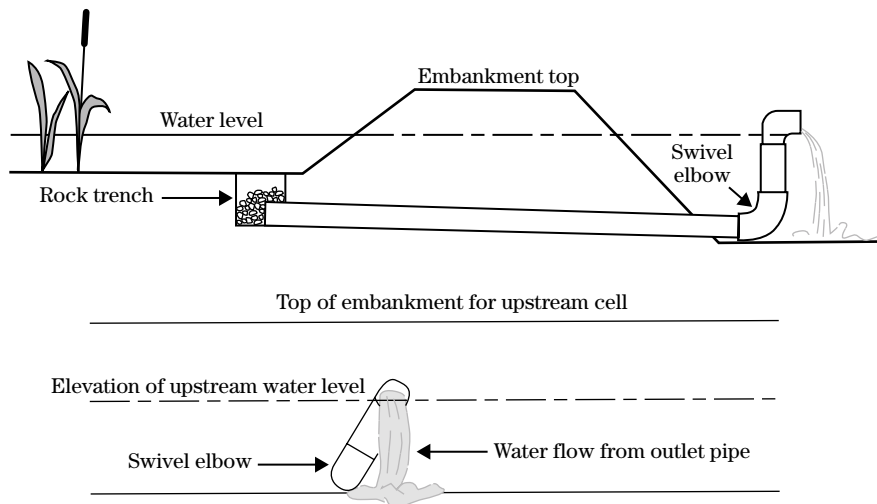 Embankment top
Water level
Swivel
elbow
Rock trench
Top of embankment for upstream cell
Elevation of upstream water level
Swivel elbow
Water flow from outlet pipe